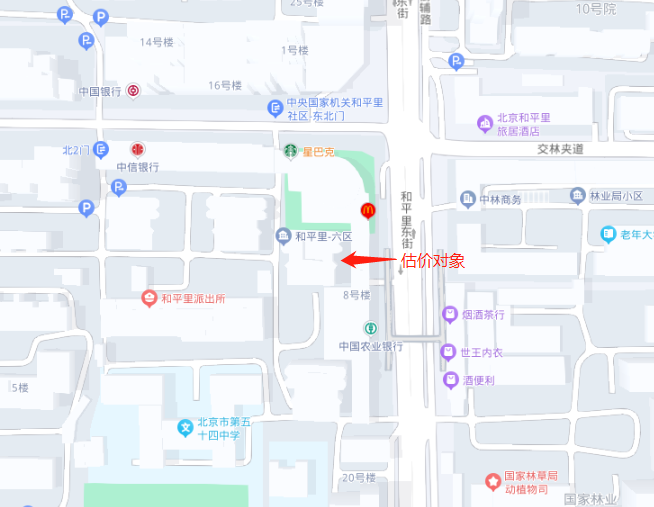 25号楼
东街
辅路
10号院
14号楼
1号楼
中国银行
16号楼
中央国家机关和平里
社区-东北门
北京和平里
旅居酒店
北2门
中信银行
星巴克
交林夹道
和平里东街
中林商务
林业局小区
和平里-六区
老年大
估价对象
和平里派出所
8号楼
烟酒茶行
中国农业银行
世王内衣
酒便利
5楼
北京市第五
十四中学
20号楼
国家林草局
动植物司
国家林业